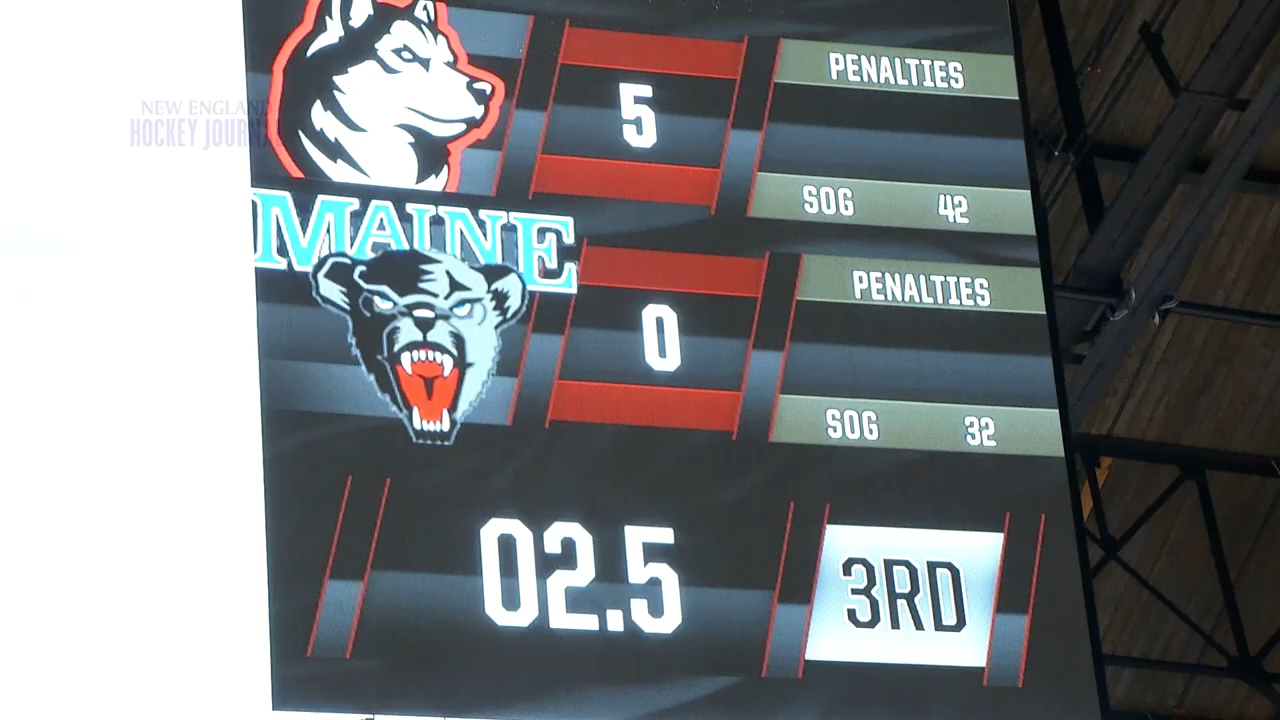 NEW ENGLAND
HOCKEY JOURNAL
5
PENALTIES
SOG 42
MAINE
0
PENALTIES
SOG 32
02.5
3RD